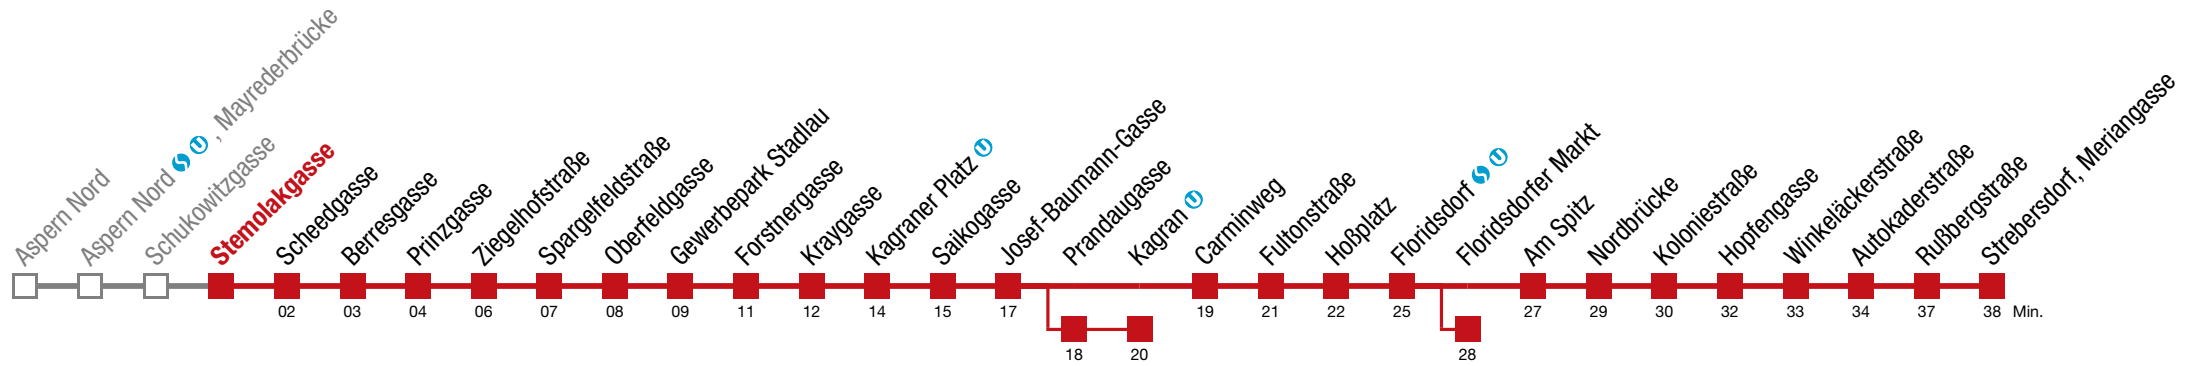 Aspern Nord
Aspern Nord S U , Mayrederbrücke
Schukowitzgasse
Stemolakgasse
Scheedgasse
Berresgasse
Prinzgasse
Ziegelhofstraße
Spargelfeldstraße
Oberfeldgasse
Gewerbepark Stadlau
Forstnergasse
Kraygasse
Kagraner Platz U
Saikogasse
Josef-Baumann-Gasse
Prandaugasse
Kagran U
Carminweg
Fultonstraße
Hoßplatz
Floridsdorf S U
Floridsdorfer Markt
Am Spitz
Nordbrücke
Koloniestraße
Hopfengasse
Winkeläckerstraße
Autokaderstraße
Rußbergstraße
Strebersdorf, Meriangasse
02 03 04 06 07 08 09 11 12 14 15 17 19 21 22 25 27 29 30 32 33 34 37 38 Min.
18 20 28